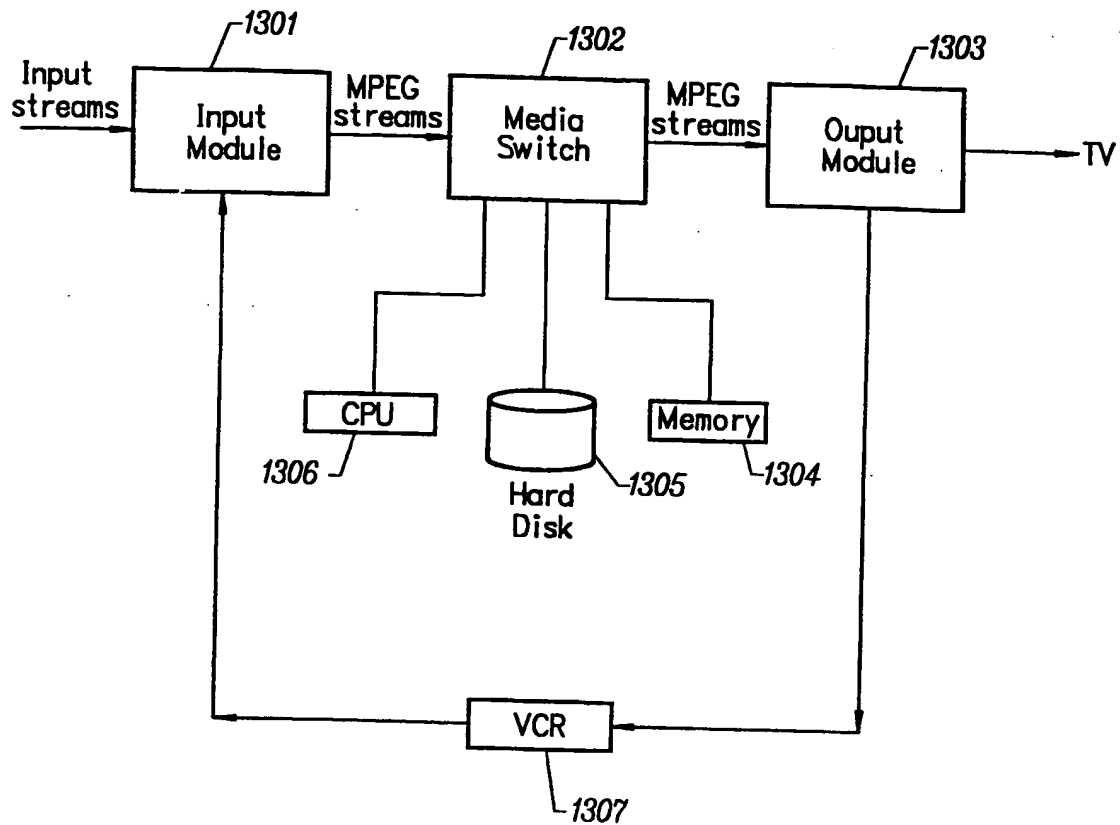 1301
1302
1303
Input
streams
Input
Module
MPEG
streams
Media
Switch
MPEG
streams
Ouput
Module
TV
CPU
1306
Hard
Disk
1305
Memory
1304
VCR
1307